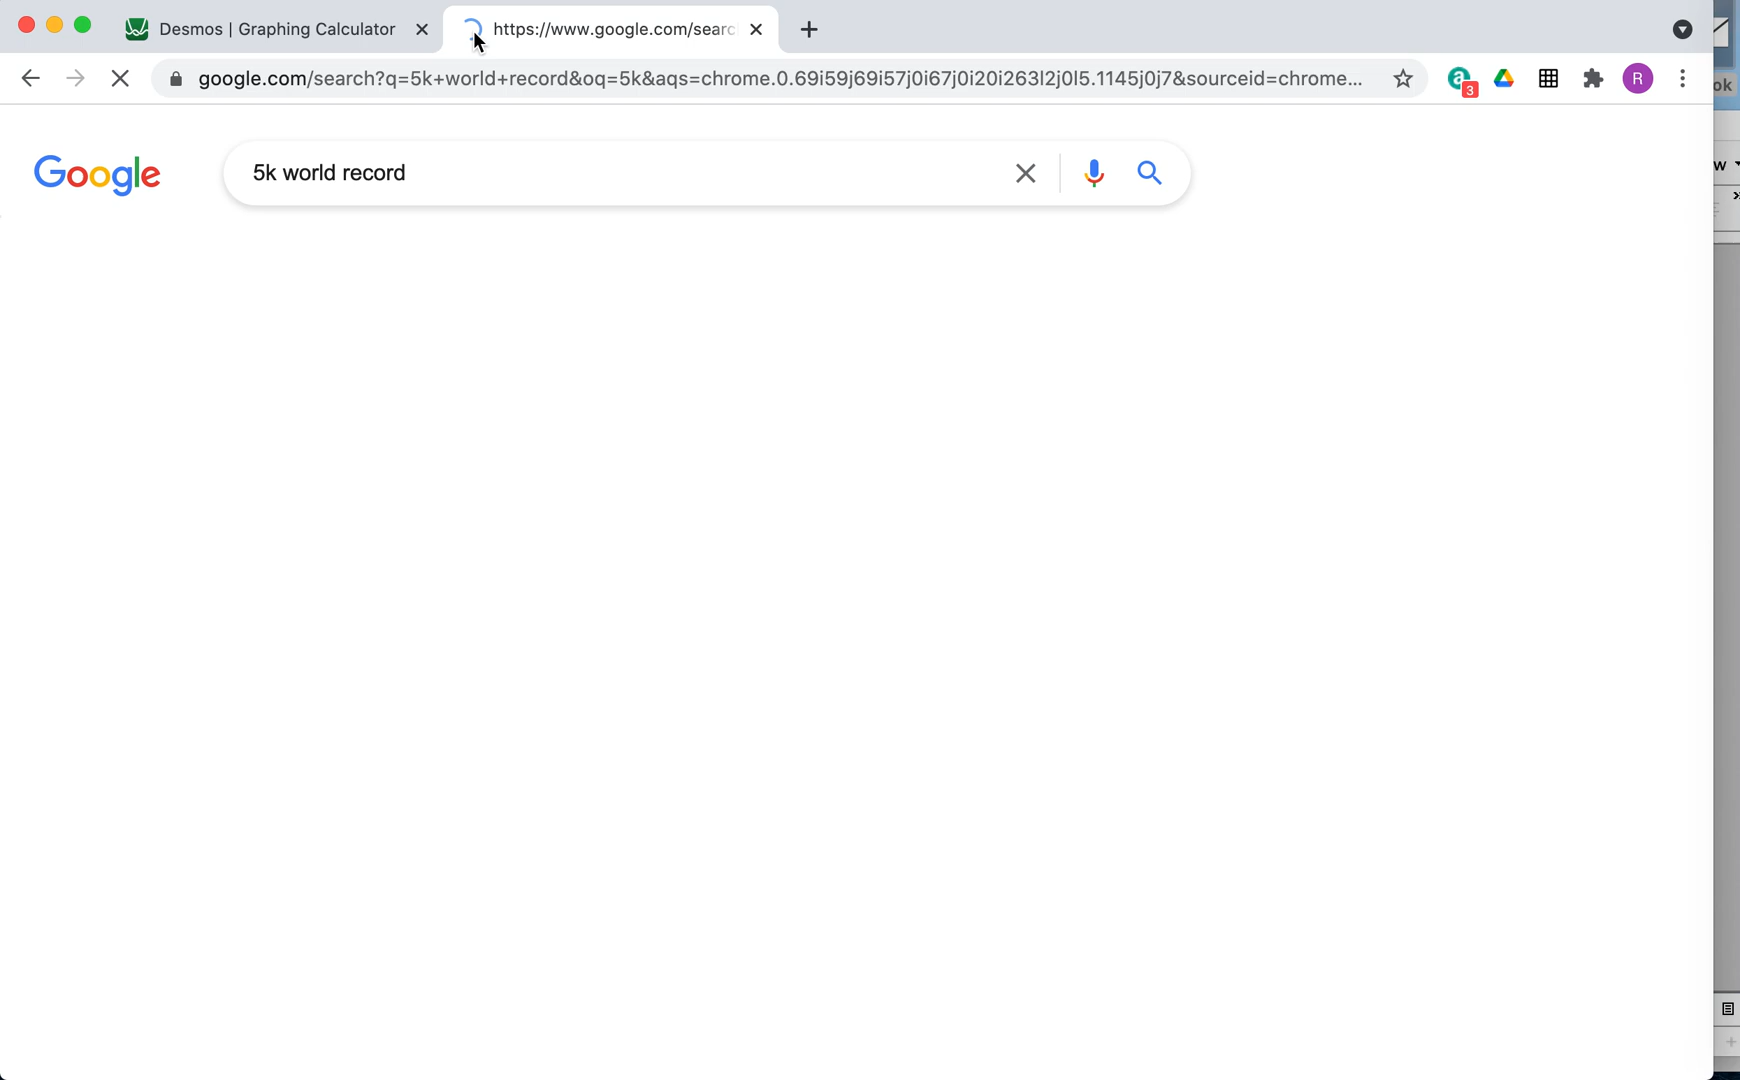 Desmos | Graphing Calculator
https://www.google.com/searc
google.com/search?q=5k+world+record&oq=5k&aqs=chrome.0.69i59j69i57j0i67j0i20i263l2j0l5.1145j0j7&sourceid=chrome...
3
R
ok
Google
5k world record
w